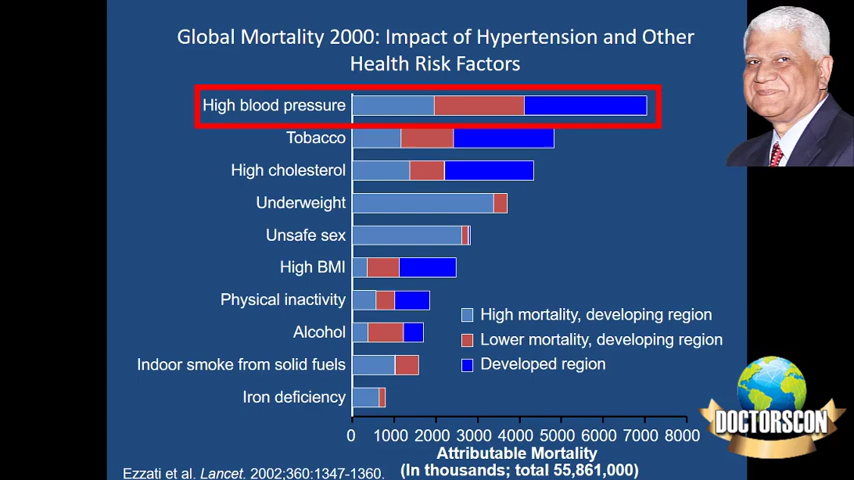 Global Mortality 2000: Impact of Hypertension and Other
Health Risk Factors
High blood pressure
Tobacco
High cholesterol
Underweight
Unsafe sex
High BMI
Physical inactivity
Alcohol
Indoor smoke from solid fuels
Iron deficiency
High mortality, developing region
Lower mortality, developing region
Developed region
0 1000 2000 3000 4000 5000 6000 7000 8000
Attributable Mortality
(In thousands; total 55,861,000)
Ezzati et al. Lancet. 2002;360:1347-1360.
DOCTORSCON